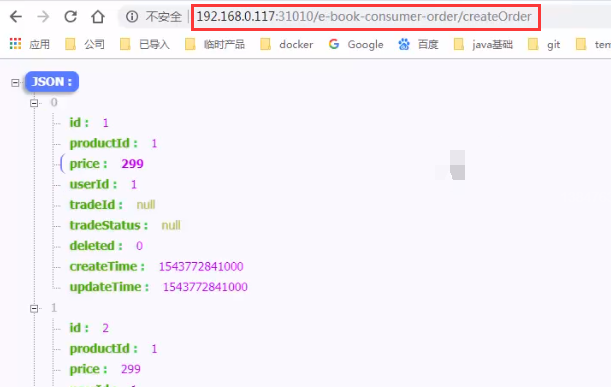 不安全 | 192.168.0.117:31010/e-book-consumer-order/createOrder
应用 公司 已导入 临时产品 docker Google 百度 java基础 git
JSON :
0
id : 1
productId : 1
price : 299
userId : 1
tradeId : null
tradeStatus : null
deleted : 0
createTime : 1543772841000
updateTime : 1543772841000
1
id : 2
productId : 1
price : 299